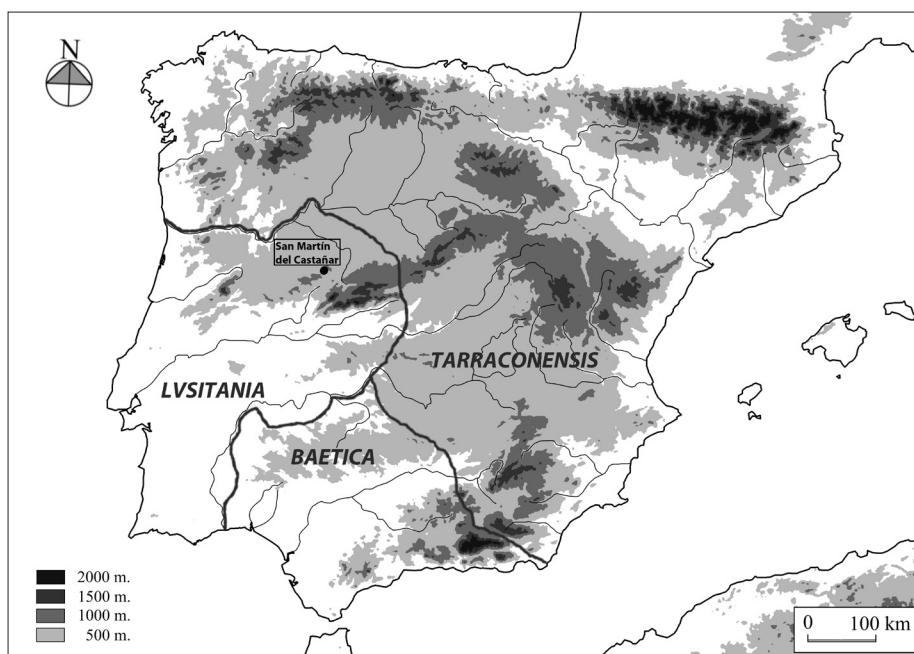 N
San Martín
del Castañar
TARRACONENSIS
LVSITANIA
BAETICA
2000 m.
1500 m.
1000 m.
500 m.
0 100 km